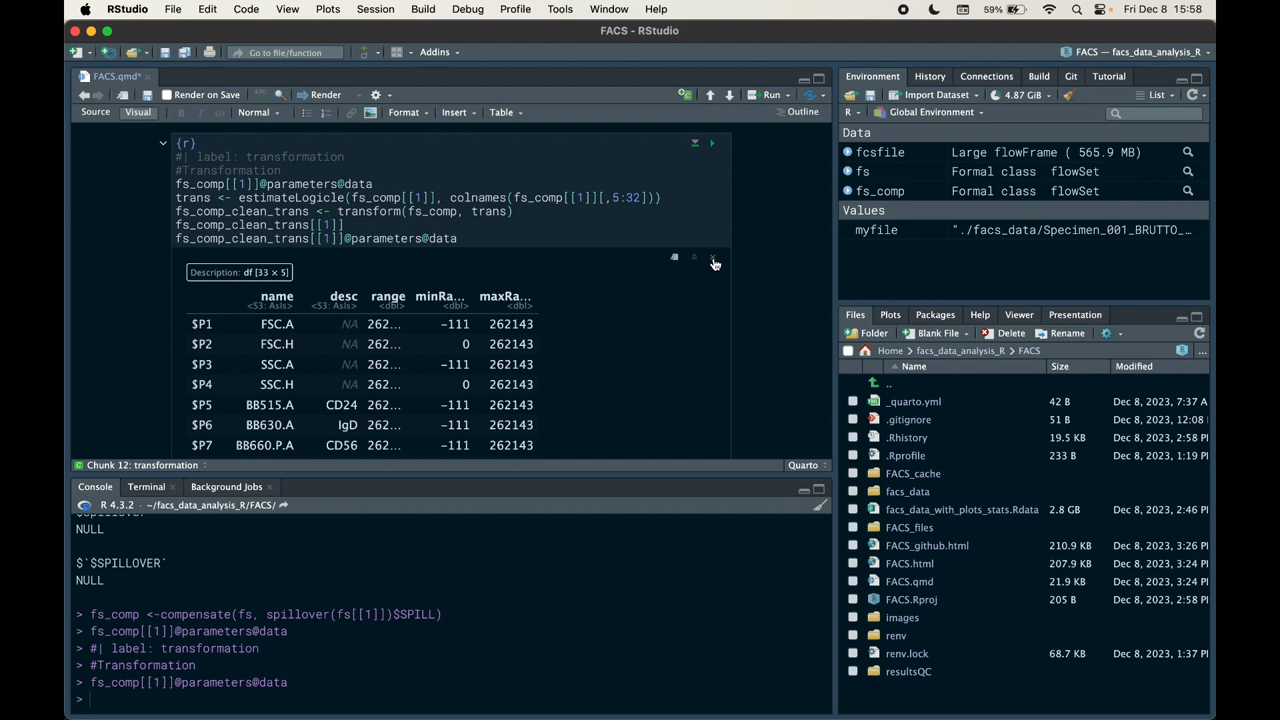 RStudio File Edit Code View Plots Session Build Debug Profile Tools Window Help 59% Fri Dec 8 15:58
FACS - RStudio
Go to file/function Addins FACS — facs_data_analysis_R
FACS.qmd*
Render on Save Render Run
Source Visual Normal Format Insert Table Outline
{r}
#| label: transformation
#Transformation
fs_comp[[1]]@parameters@data
trans <- estimateLogicle(fs_comp[[1]], colnames(fs_comp[[1]][,5:32]))
fs_comp_clean_trans <- transform(fs_comp, trans)
fs_comp_clean_trans[[1]]
fs_comp_clean_trans[[1]]@parameters@data
Description: df [33 × 5]
name desc range minRa... maxRa...
<S3: AsIs> <S3: AsIs> <dbl> <dbl> <dbl>
$P1 FSC.A NA 262... -111 262143
$P2 FSC.H NA 262... 0 262143
$P3 SSC.A NA 262... -111 262143
$P4 SSC.H NA 262... 0 262143
$P5 BB515.A CD24 262... -111 262143
$P6 BB630.A IgD 262... -111 262143
$P7 BB660.P.A CD56 262... -111 262143
Chunk 12: transformation Quarto
Console Terminal Background Jobs
R 4.3.2 · ~/facs_data_analysis_R/FACS/
NULL
$`$SPILLOVER`
NULL
> fs_comp <-compensate(fs, spillover(fs[[1]])$SPILL)
> fs_comp[[1]]@parameters@data
> #| label: transformation
> #Transformation
> fs_comp[[1]]@parameters@data
>
Environment History Connections Build Git Tutorial
Import Dataset 4.87 GiB List
R Global Environment
Data
fcsfile Large flowFrame ( 565.9 MB)
fs Formal class flowSet
fs_comp Formal class flowSet
Values
myfile "./facs_data/Specimen_001_BRUTTO_…
Files Plots Packages Help Viewer Presentation
Folder Blank File Delete Rename
Home facs_data_analysis_R FACS ...
Name Size Modified
..
_quarto.yml 42 B Dec 8, 2023, 7:37 A
.gitignore 51 B Dec 8, 2023, 12:08
.Rhistory 19.5 KB Dec 8, 2023, 2:58 P
.Rprofile 233 B Dec 8, 2023, 1:19 P
FACS_cache
facs_data
facs_data_with_plots_stats.Rdata 2.8 GB Dec 8, 2023, 2:46 P
FACS_files
FACS_github.html 210.9 KB Dec 8, 2023, 3:26 P
FACS.html 207.9 KB Dec 8, 2023, 3:24 P
FACS.qmd 21.9 KB Dec 8, 2023, 3:24 P
FACS.Rproj 205 B Dec 8, 2023, 2:58 P
images
renv
renv.lock 68.7 KB Dec 8, 2023, 1:37 P
resultsQC